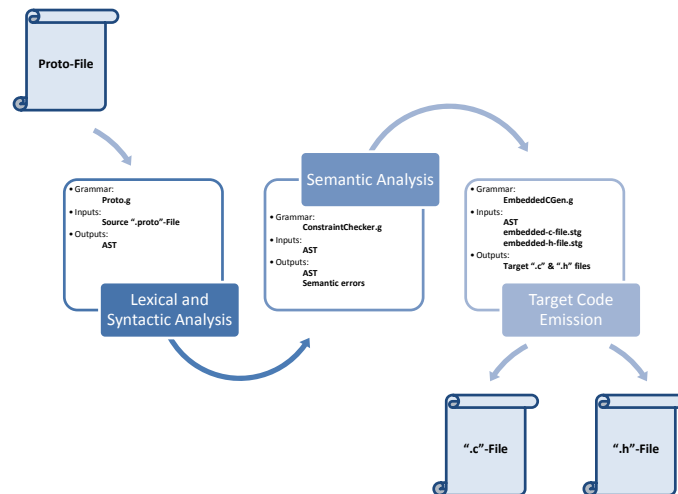 Proto-File
• Grammar:
Proto.g
• Inputs:
Source “.proto”-File
• Outputs:
AST
Lexical and
Syntactic Analysis
Semantic Analysis
• Grammar:
ConstraintChecker.g
• Inputs:
AST
• Outputs:
AST
Semantic errors
• Grammar:
EmbeddedCGen.g
• Inputs:
AST
embedded-c-file.stg
embedded-h-file.stg
• Outputs:
Target “.c” & “.h” files
Target Code
Emission
“.c”-File
“.h”-File